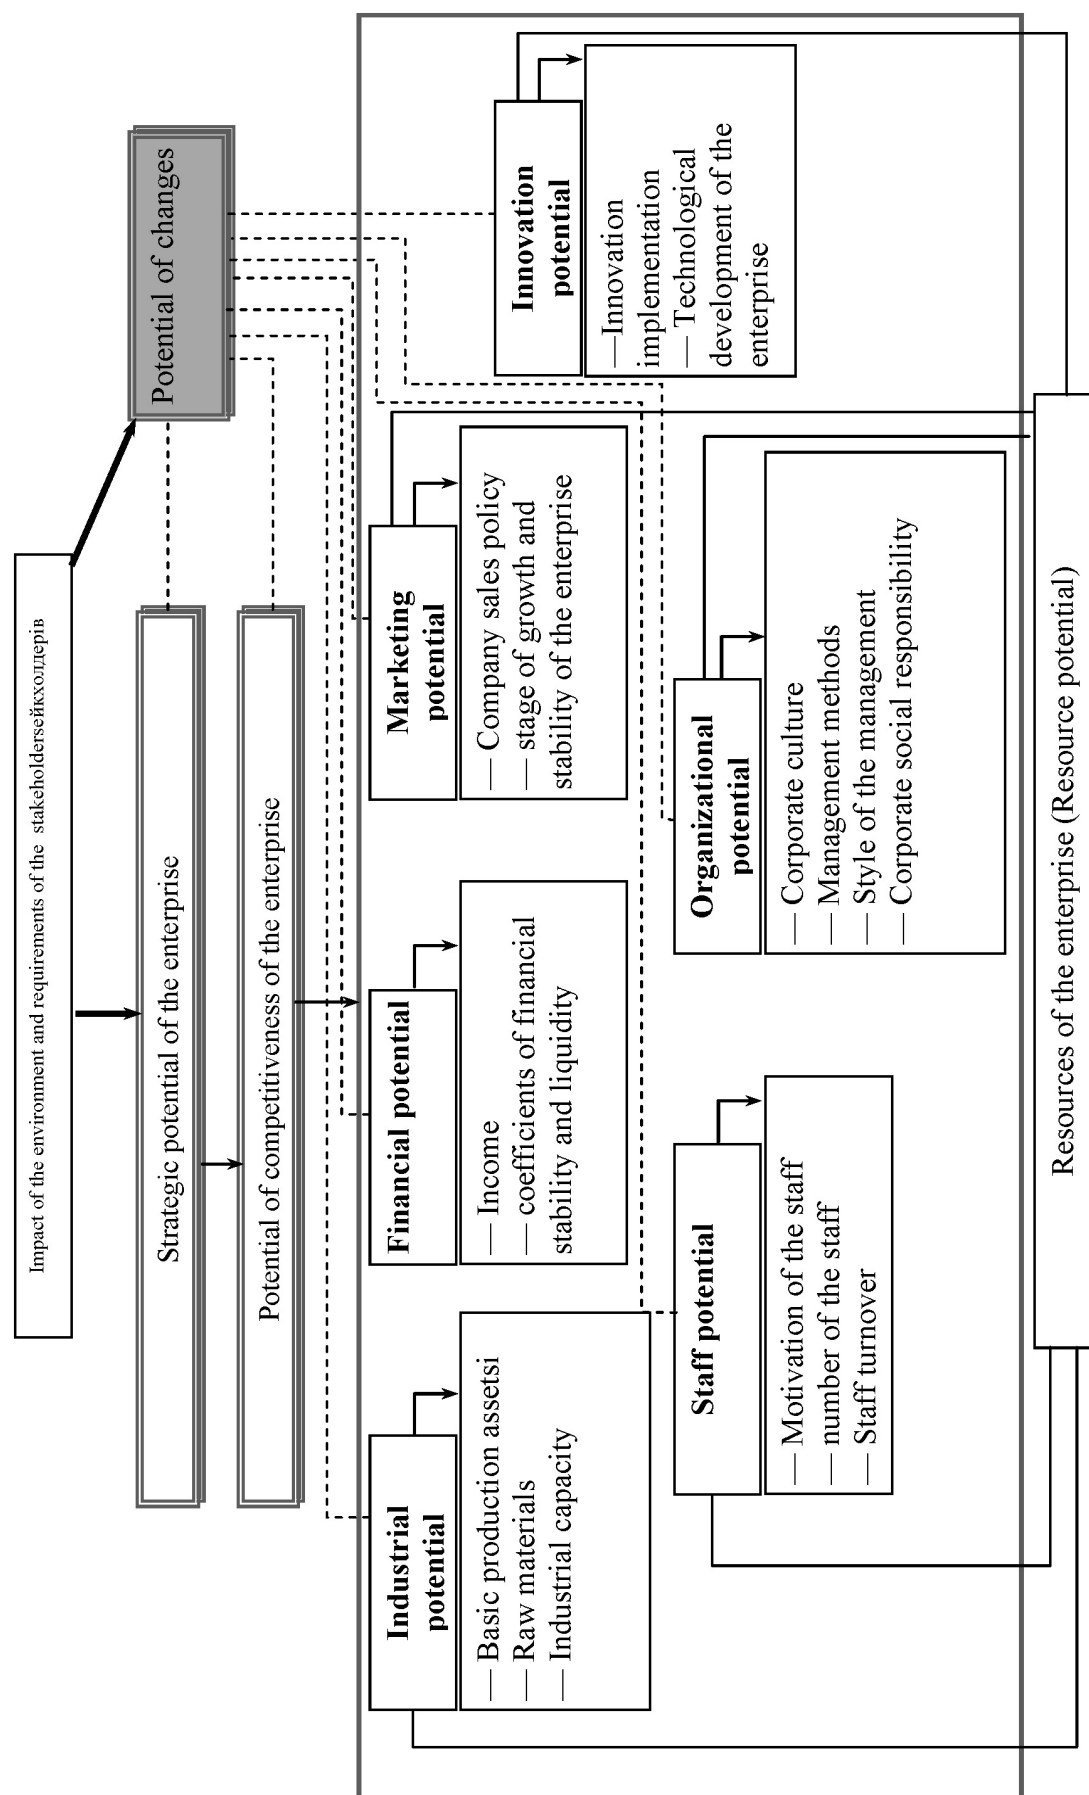 Impact of the environment and requirements of the stakeholdersейкхолдерів
Potential of changes
Strategic potential of the enterprise
Potential of competitiveness of the enterprise
Industrial
potential
— Basic production assetsi
— Raw materials
— Industrial capacity
Financial potential
— Income
— coefficients of financial
stability and liquidity
Marketing
potential
— Company sales policy
— stage of growth and
stability of the enterprise
Innovation
potential
—Innovation
implementation
— Technological
development of the
enterprise
Staff potential
— Motivation of the staff
— number of the staff
— Staff turnover
Organizational
potential
— Corporate culture
— Management methods
— Style of the management
— Corporate social responsibility
Resources of the enterprise (Resource potential)